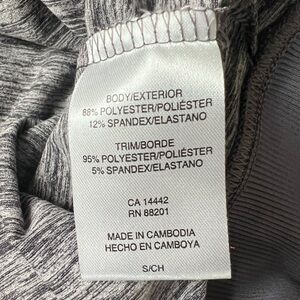 BODY/EXTERIOR
88% POLYESTER/POLIÉSTER
12% SPANDEX/ELASTANO
TRIM/BORDE
95% POLYESTER/POLIÉSTER
5% SPANDEX/ELASTANO
CA 14442
RN 88201
MADE IN CAMBODIA
HECHO EN CAMBOYA
S/CH